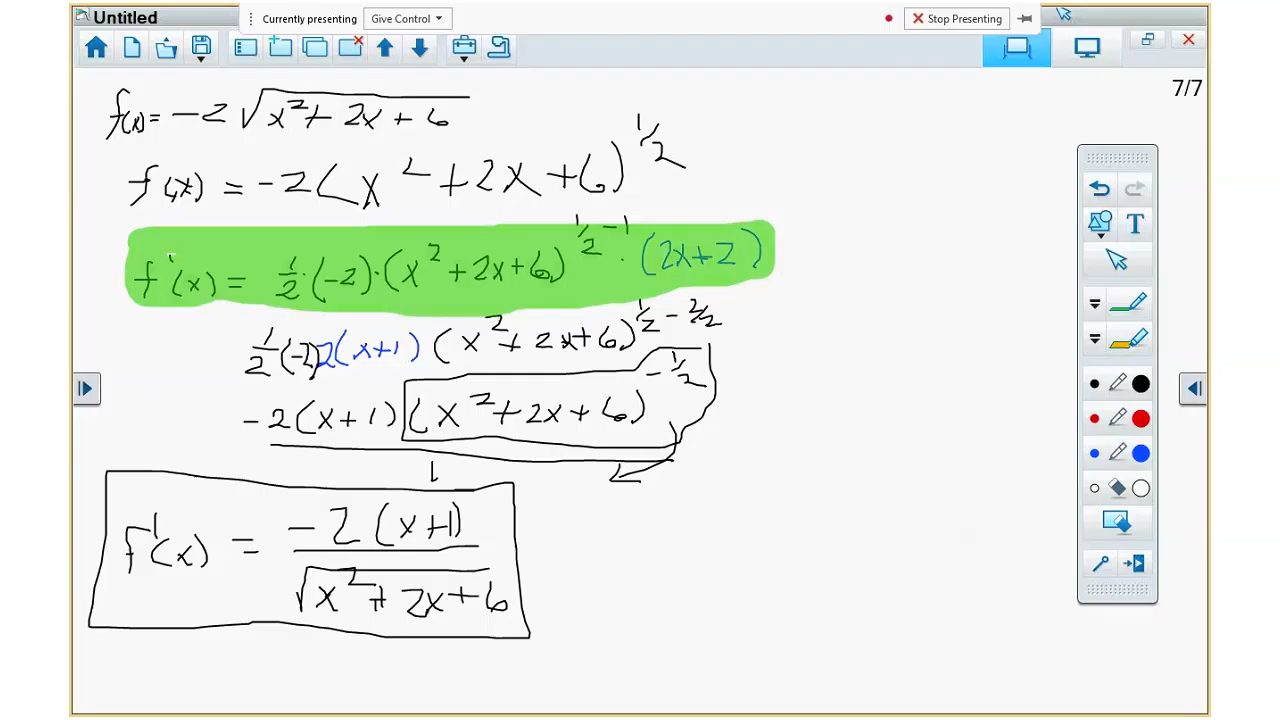 Untitled
Currently presenting
Give Control
Stop Presenting
7/7
f(x) = -2 √(x² + 2x + 6)
f(x) = -2(x² + 2x + 6)^(1/2)
f'(x) = 1/2·(-2)·(x² + 2x + 6)^(1/2 - 1) · (2x+2)
1/2 (-2) 2(x+1) (x² + 2x + 6)^(1/2 - 2/2)
-2(x+1) (x² + 2x + 6)^(-1/2)
f'(x) = -2(x+1) / √(x² + 2x + 6)
T